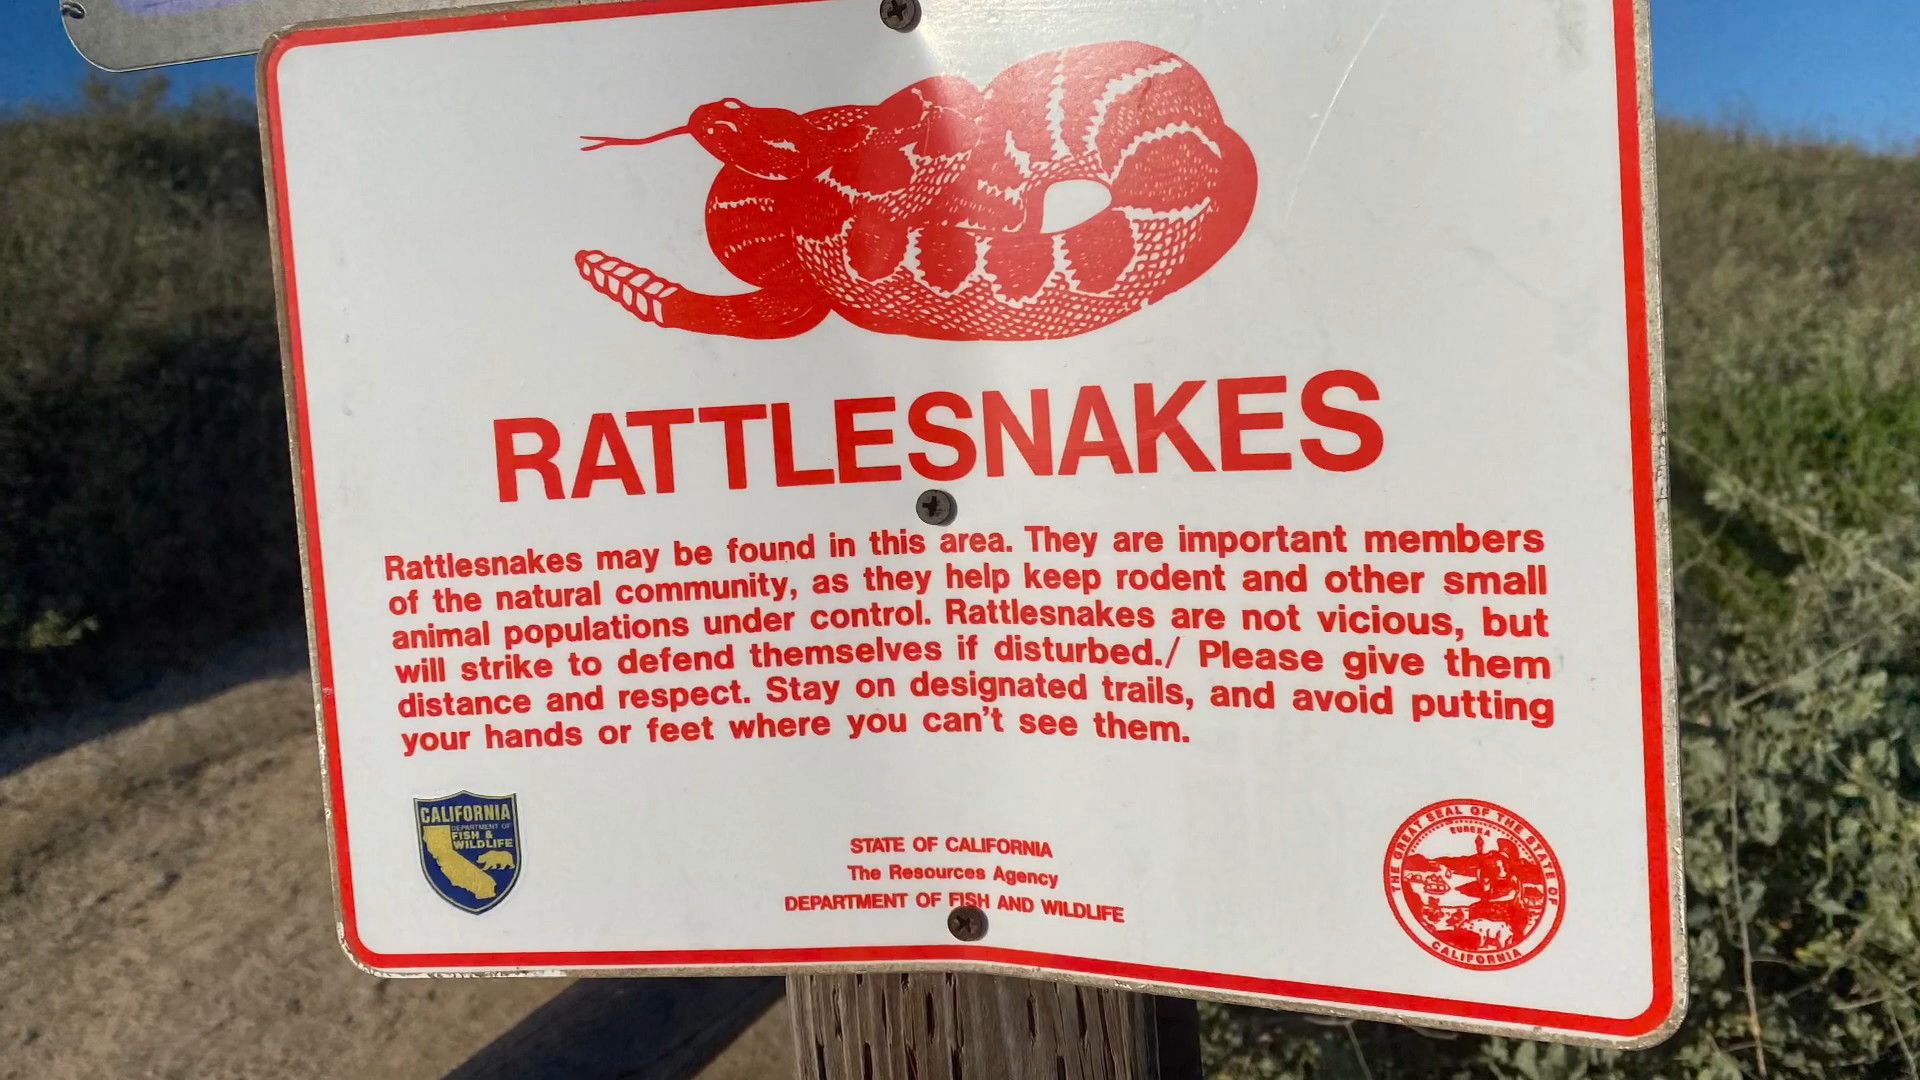 RATTLESNAKES
Rattlesnakes may be found in this area. They are important members
of the natural community, as they help keep rodent and other small
animal populations under control. Rattlesnakes are not vicious, but
will strike to defend themselves if disturbed./ Please give them
distance and respect. Stay on designated trails, and avoid putting
your hands or feet where you can't see them.
CALIFORNIA
DEPARTMENT OF
FISH &
WILDLIFE
STATE OF CALIFORNIA
The Resources Agency
DEPARTMENT OF FISH AND WILDLIFE
THE GREAT SEAL OF THE STATE OF
EUREKA
CALIFORNIA